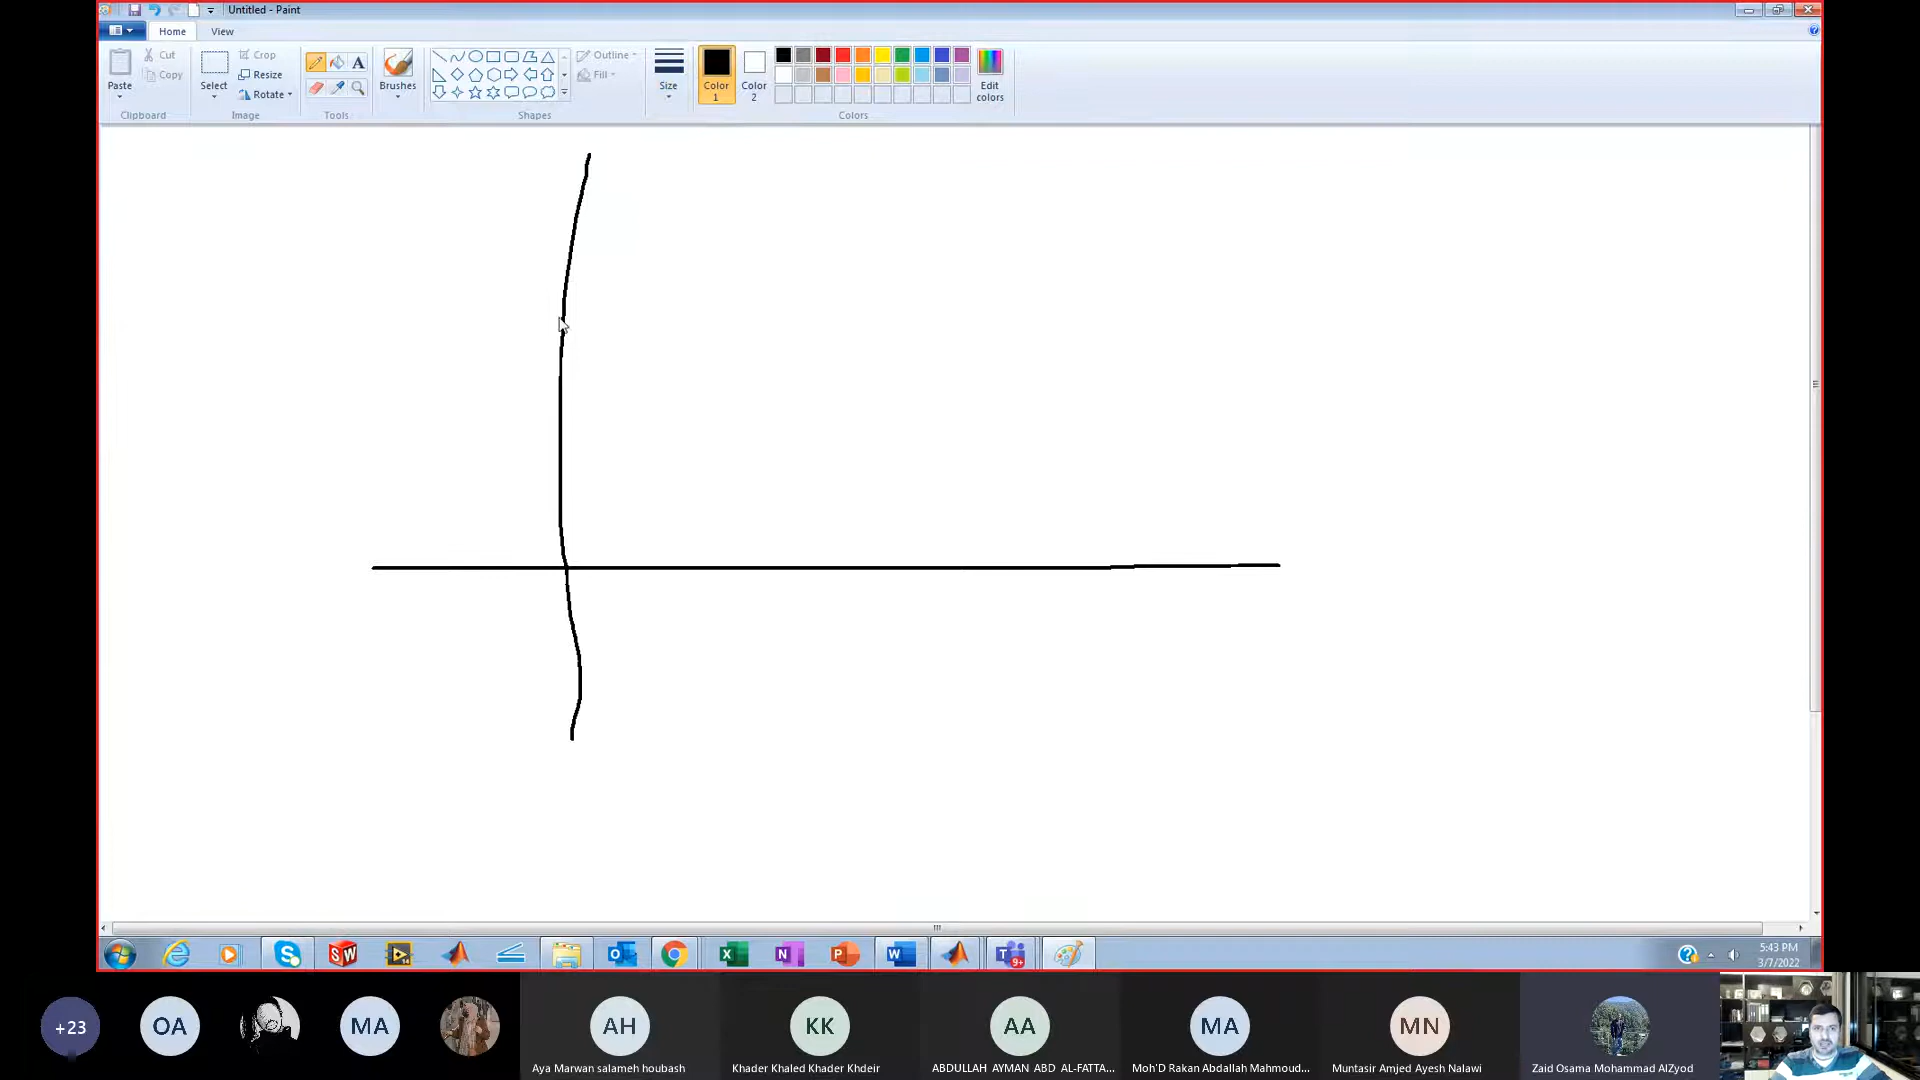 Untitled - Paint
Home
View
Paste
Cut
Copy
Clipboard
Select
Crop
Resize
Rotate
Image
A
Tools
Brushes
Outline
Fill
Shapes
Size
Color 1
Color 2
Edit colors
Colors
SW
14
O
X
N
P
W
T
9+
?
5:43 PM
3/7/2022
+23
OA
MA
AH
KK
AA
MA
MN
Aya Marwan salameh houbash
Khader Khaled Khader Khdeir
ABDULLAH AYMAN ABD AL-FATTA...
Moh'D Rakan Abdallah Mahmoud...
Muntasir Amjed Ayesh Nalawi
Zaid Osama Mohammad AlZyod